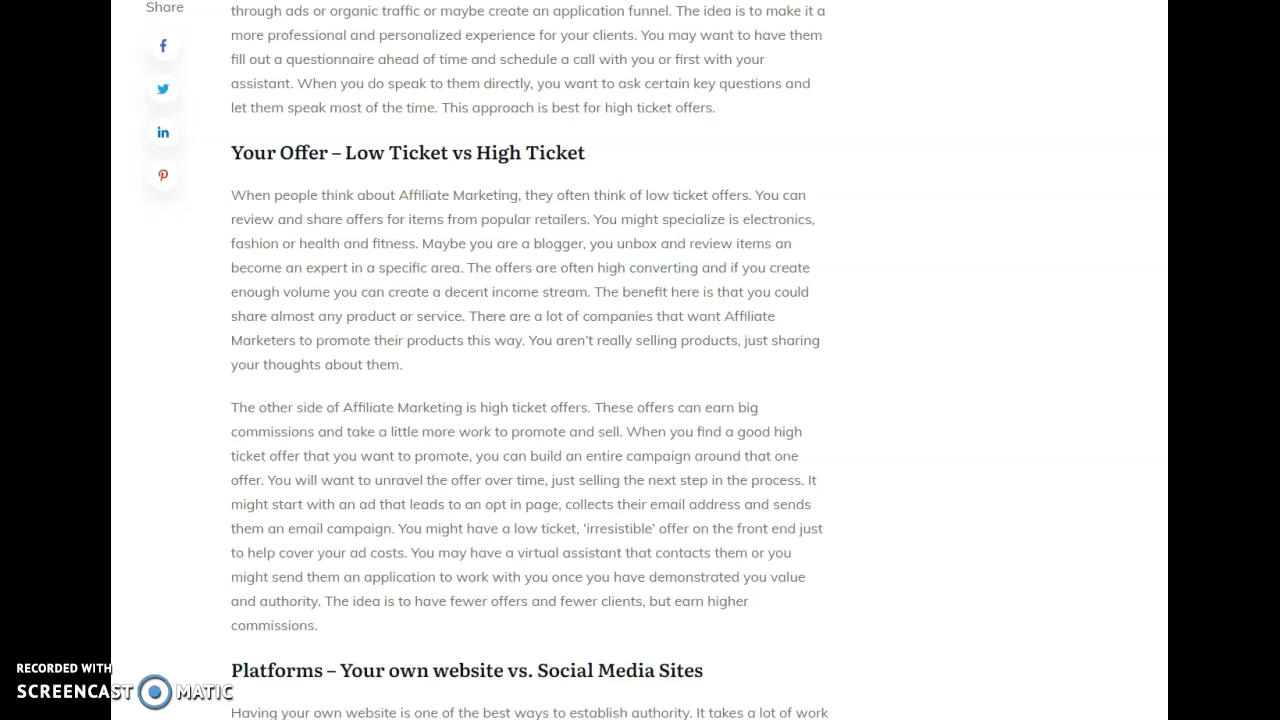 Share
through ads or organic traffic or maybe create an application funnel. The idea is to make it a
more professional and personalized experience for your clients. You may want to have them
fill out a questionnaire ahead of time and schedule a call with you or first with your
assistant. When you do speak to them directly, you want to ask certain key questions and
let them speak most of the time. This approach is best for high ticket offers.
Your Offer – Low Ticket vs High Ticket
When people think about Affiliate Marketing, they often think of low ticket offers. You can
review and share offers for items from popular retailers. You might specialize is electronics,
fashion or health and fitness. Maybe you are a blogger, you unbox and review items an
become an expert in a specific area. The offers are often high converting and if you create
enough volume you can create a decent income stream. The benefit here is that you could
share almost any product or service. There are a lot of companies that want Affiliate
Marketers to promote their products this way. You aren't really selling products, just sharing
your thoughts about them.
The other side of Affiliate Marketing is high ticket offers. These offers can earn big
commissions and take a little more work to promote and sell. When you find a good high
ticket offer that you want to promote, you can build an entire campaign around that one
offer. You will want to unravel the offer over time, just selling the next step in the process. It
might start with an ad that leads to an opt in page, collects their email address and sends
them an email campaign. You might have a low ticket, 'irresistible' offer on the front end just
to help cover your ad costs. You may have a virtual assistant that contacts them or you
might send them an application to work with you once you have demonstrated you value
and authority. The idea is to have fewer offers and fewer clients, but earn higher
commissions.
Platforms – Your own website vs. Social Media Sites
Having your own website is one of the best ways to establish authority. It takes a lot of work
RECORDED WITH
SCREENCAST MATIC